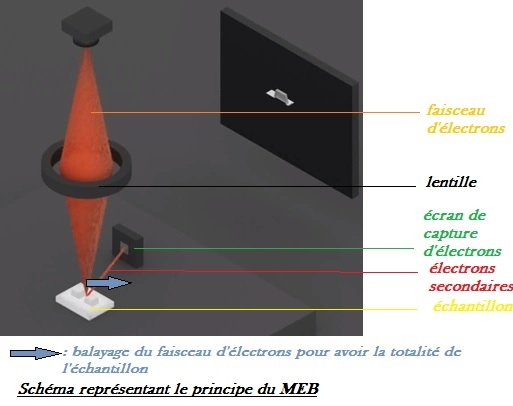 faisceau
d'électrons
lentille
écran de
capture
d'électrons
électrons
secondaires
échantillon
: balayage du faisceau d'électrons pour avoir la totalité de
l'échantillon
Schéma représentant le principe du MEB